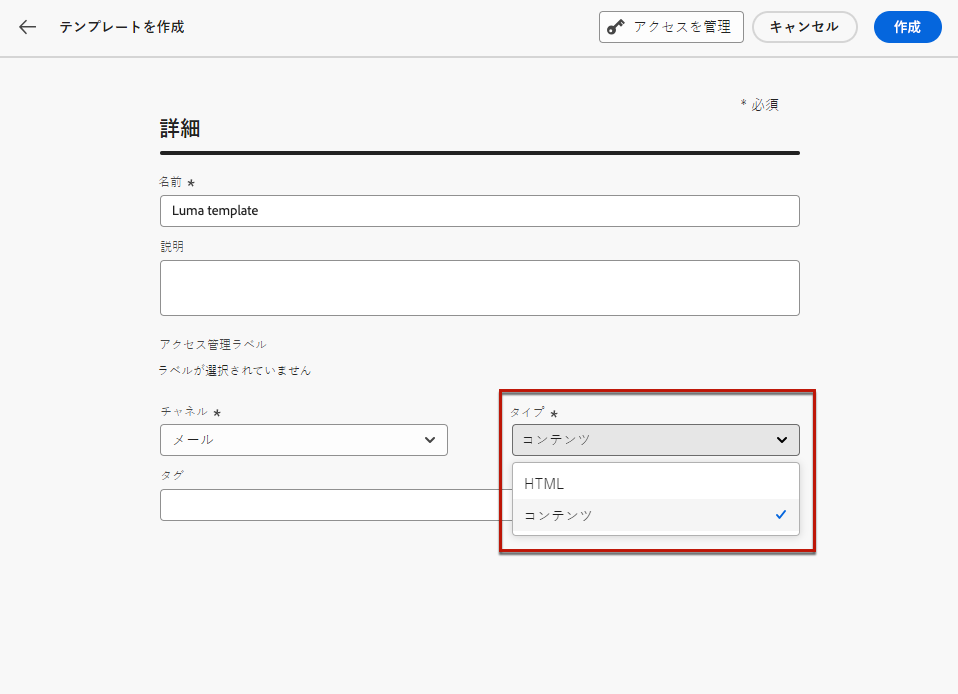 テンプレートを作成
アクセスを管理
キャンセル
作成
* 必須
詳細
名前 *
Luma template
説明
アクセス管理ラベル
ラベルが選択されていません
チャネル *
メール
タイプ *
コンテンツ
HTML
コンテンツ
タグ